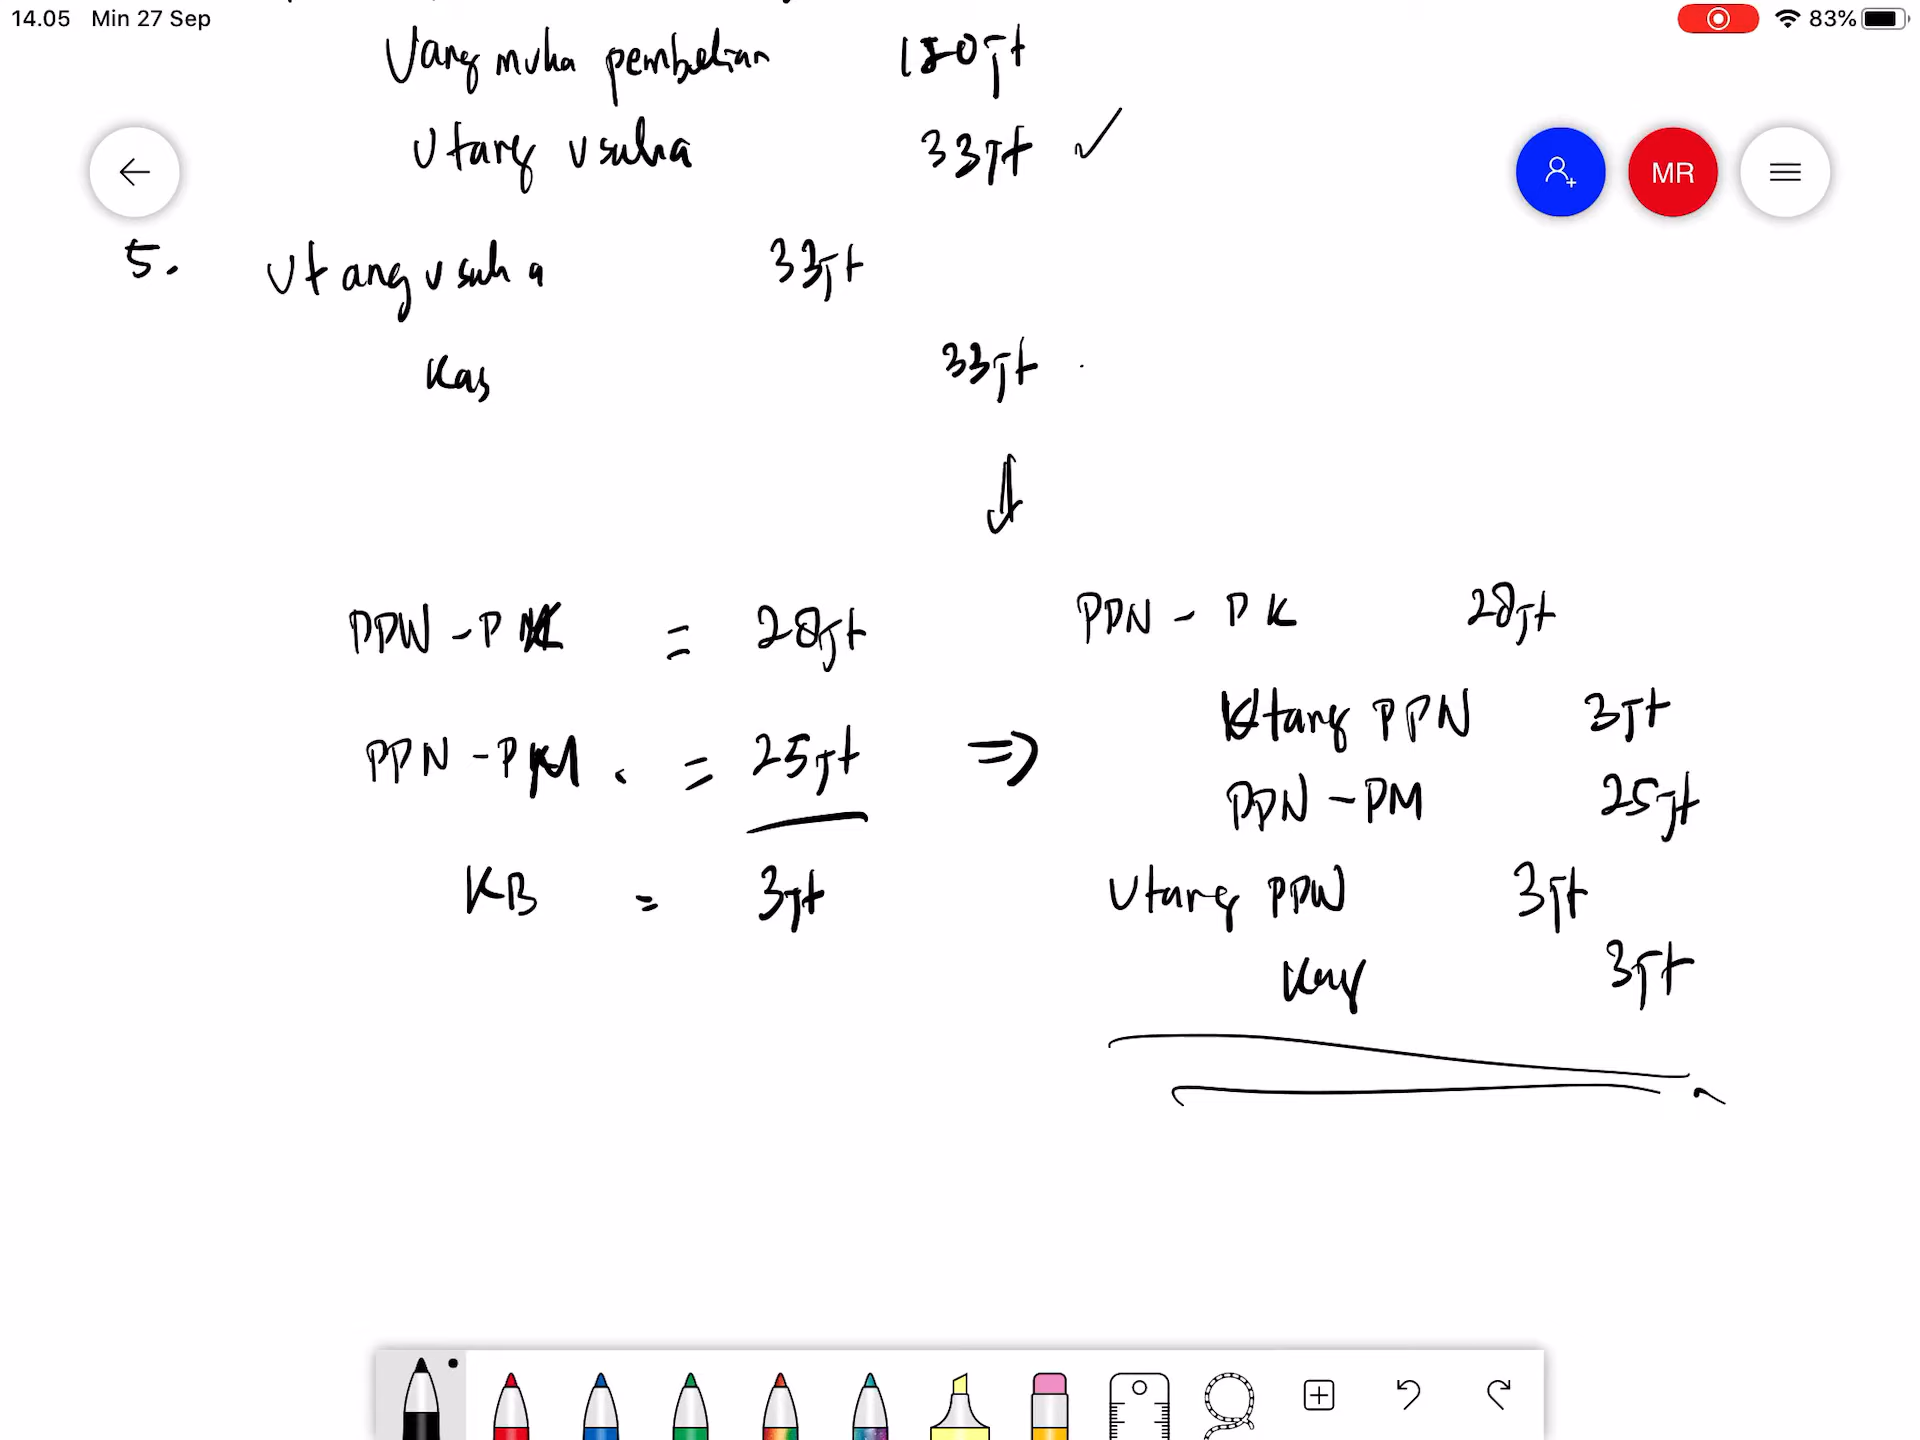 14.05 Min 27 Sep 83%
Uang muka pembelian 150jt
Utang usaha 33jt ✓
MR
5. Utang usaha 33jt
Kas 33jt
PPN - PK = 28jt
PPN - PM = 25jt
KB = 3jt
⇒
PPN - PK 28jt
Utang PPN 3jt
PPN - PM 25jt
Utang PPN 3jt
Kas 3jt